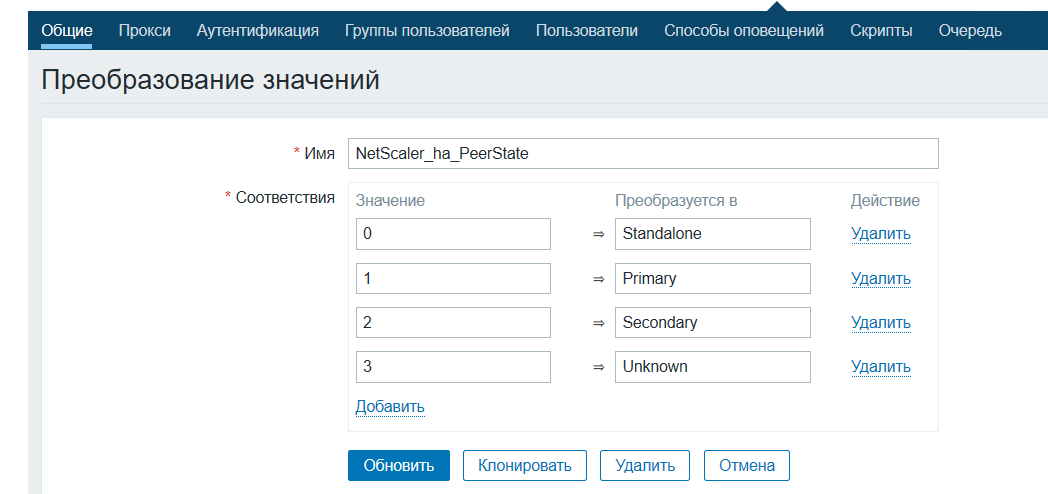 Общие Прокси Аутентификация Группы пользователей Пользователи Способы оповещений Скрипты Очередь
Преобразование значений
* Имя NetScaler_ha_PeerState
* Соответствия Значение Преобразуется в Действие
0 ⇒ Standalone Удалить
1 ⇒ Primary Удалить
2 ⇒ Secondary Удалить
3 ⇒ Unknown Удалить
Добавить
Обновить Клонировать Удалить Отмена